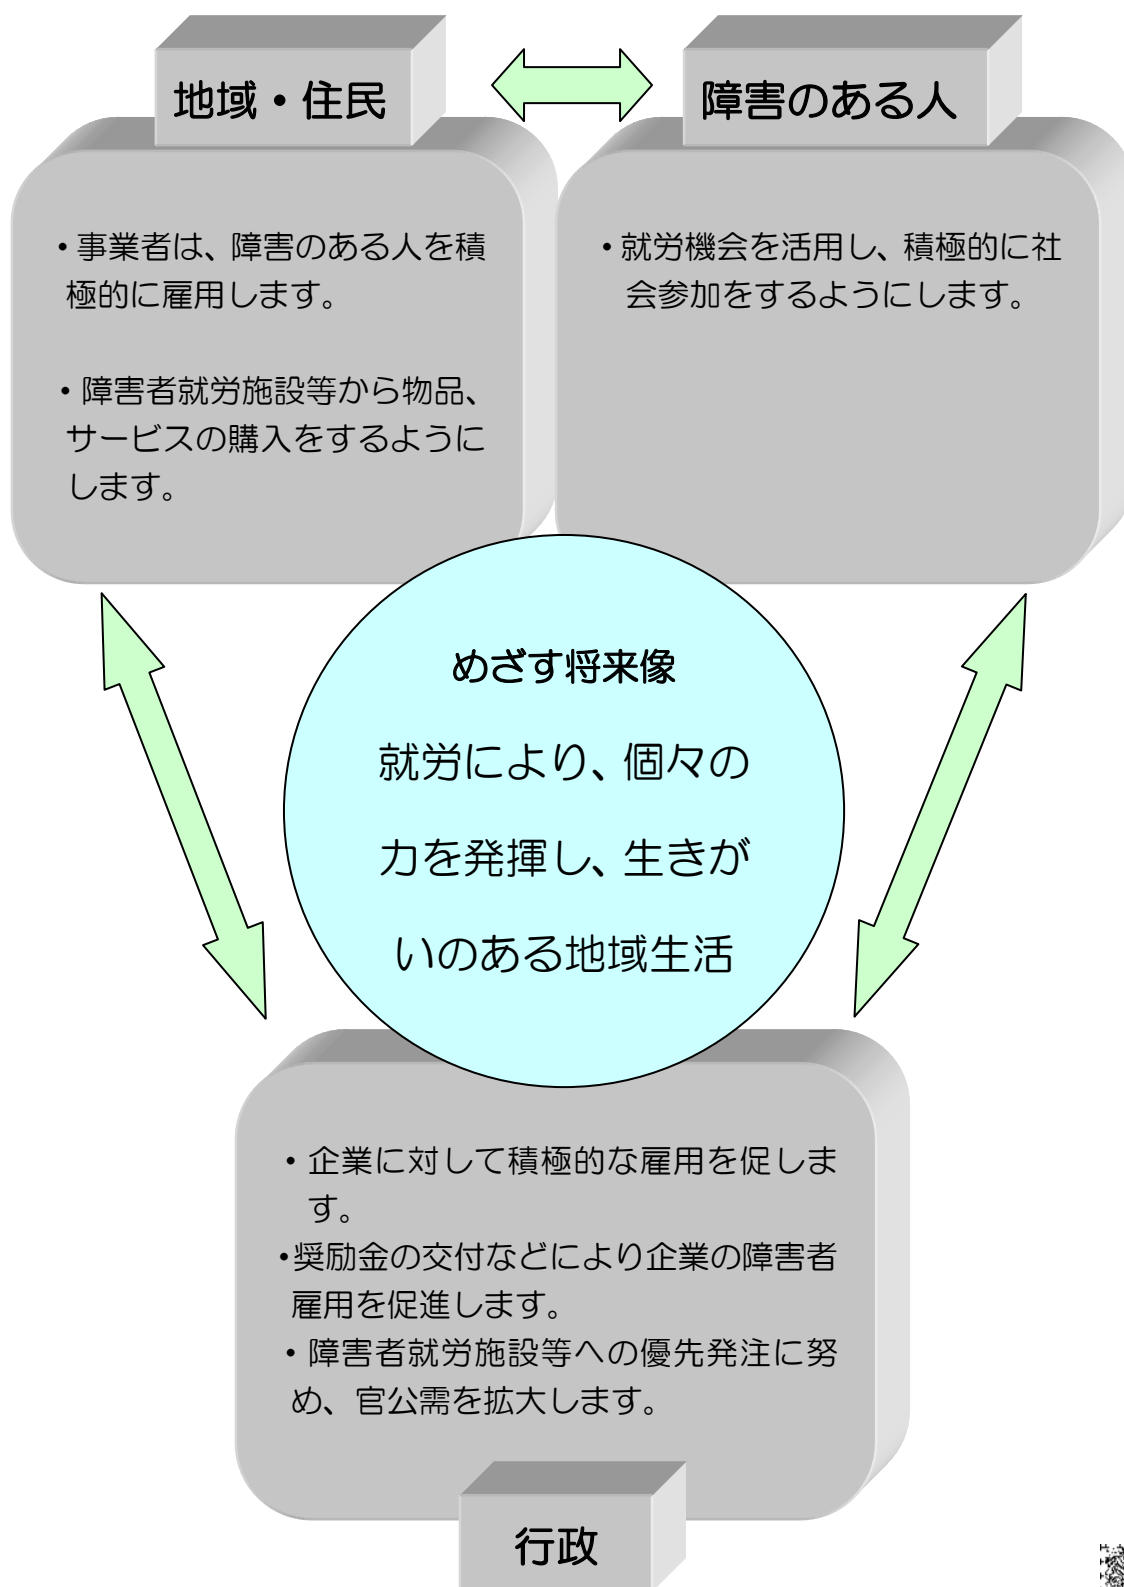 地域・住民
障害のある人
・事業者は、障害のある人を積
極的に雇用します。
・障害者就労施設等から物品、
サービスの購入をするように
します。
・就労機会を活用し、積極的に社
会参加をするようにします。
めざす将来像
就労により、個々の
力を発揮し、生きが
いのある地域生活
・企業に対して積極的な雇用を促しま
す。
・奨励金の交付などにより企業の障害者
雇用を促進します。
・障害者就労施設等への優先発注に努
め、官公需を拡大します。
行政